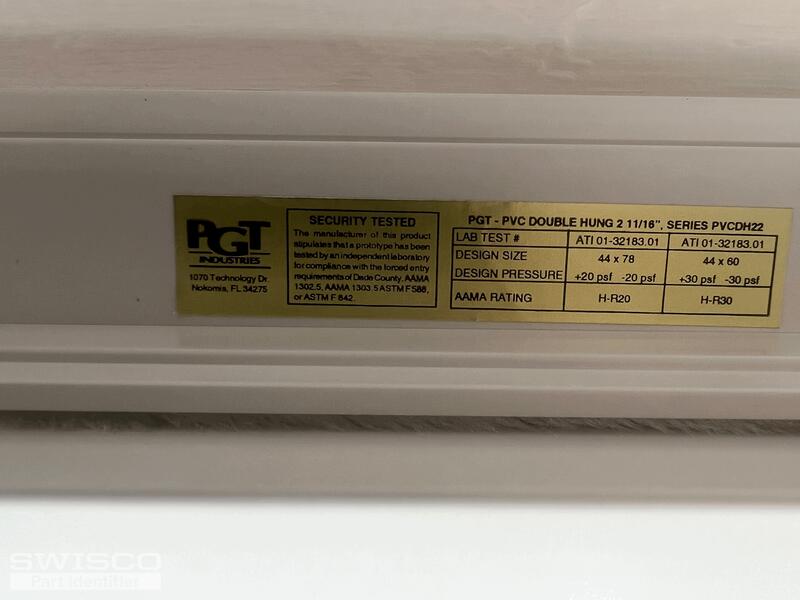 PGT
INDUSTRIES
1070 Technology Dr.
Nokomis, FL 34275
SECURITY TESTED
The manufacturer of this product
stipulates that a prototype has been
tested by an independent laboratory
for compliance with the forced entry
requirements of Dade County, AAMA
1302.5, AAMA 1303.5 ASTM F588,
or ASTM F 842.
PGT - PVC DOUBLE HUNG 2 11/16", SERIES PVCDH22
LAB TEST # ATI 01-32183.01 ATI 01-32183.01
DESIGN SIZE 44 x 78 44 x 60
DESIGN PRESSURE +20 psf -20 psf +30 psf -30 psf
AAMA RATING H-R20 H-R30
SWISCO
Part Identifier